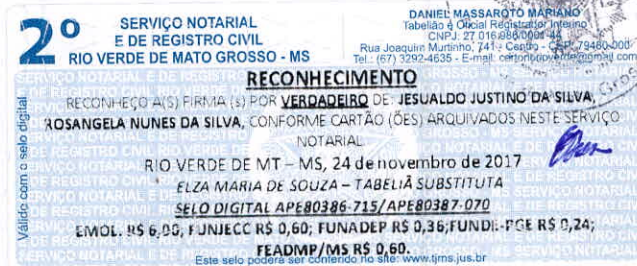 2º SERVIÇO NOTARIAL
E DE REGISTRO CIVIL
RIO VERDE DE MATO GROSSO - MS
DANIEL MASSAROTO MARIANO
Tabelião e Oficial Registrador Interino
CNPJ: 27.016.986/0001-44
Rua Joaquim Murtinho, 741 - Centro - CEP: 79480-000
Tel.: (67) 3292-4635 - E-mail: cartoriorioverde@gmail.com
RECONHECIMENTO
RECONHEÇO A(S) FIRMA (s) POR VERDADEIRO DE: JESUALDO JUSTINO DA SILVA,
ROSANGELA NUNES DA SILVA, CONFORME CARTÃO (ÕES) ARQUIVADOS NESTE SERVIÇO
NOTARIAL
RIO VERDE DE MT – MS, 24 de novembro de 2017
ELZA MARIA DE SOUZA – TABELIÃ SUBSTITUTA
SELO DIGITAL APE80386-715/APE80387-070
EMOL. R$ 6,00, FUNJECC R$ 0,60; FUNADEP R$ 0,36; FUNDE-PGE R$ 0,24;
FEADMP/MS R$ 0,60.
Este selo poderá ser conferido no site: www.tjms.jus.br
Válido com o selo digital